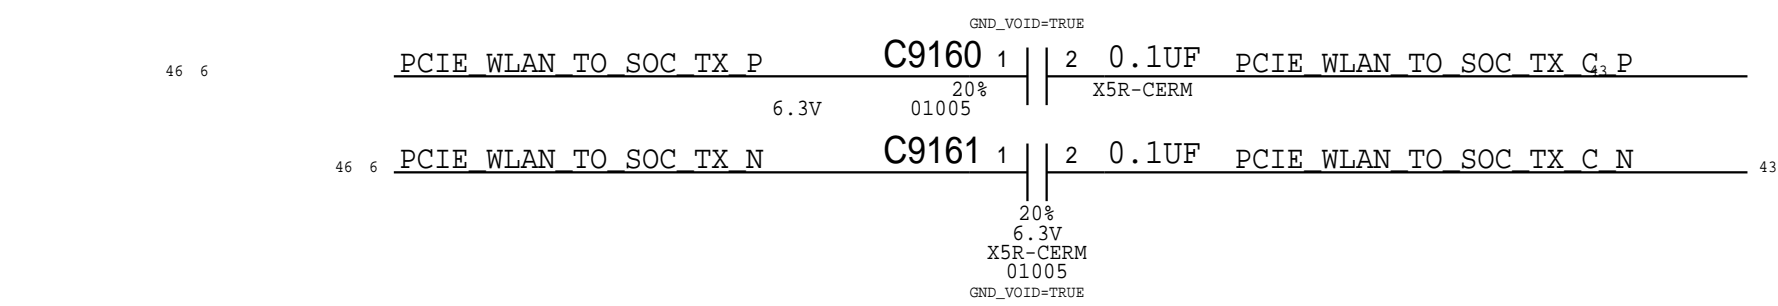 GND_VOID=TRUE
46 6 PCIE_WLAN_TO_SOC_TX_P C9160 1 2 0.1UF PCIE_WLAN_TO_SOC_TX_C_P 43
20% X5R-CERM
6.3V 01005
46 6 PCIE_WLAN_TO_SOC_TX_N C9161 1 2 0.1UF PCIE_WLAN_TO_SOC_TX_C_N 43
20%
6.3V
X5R-CERM
01005
GND_VOID=TRUE